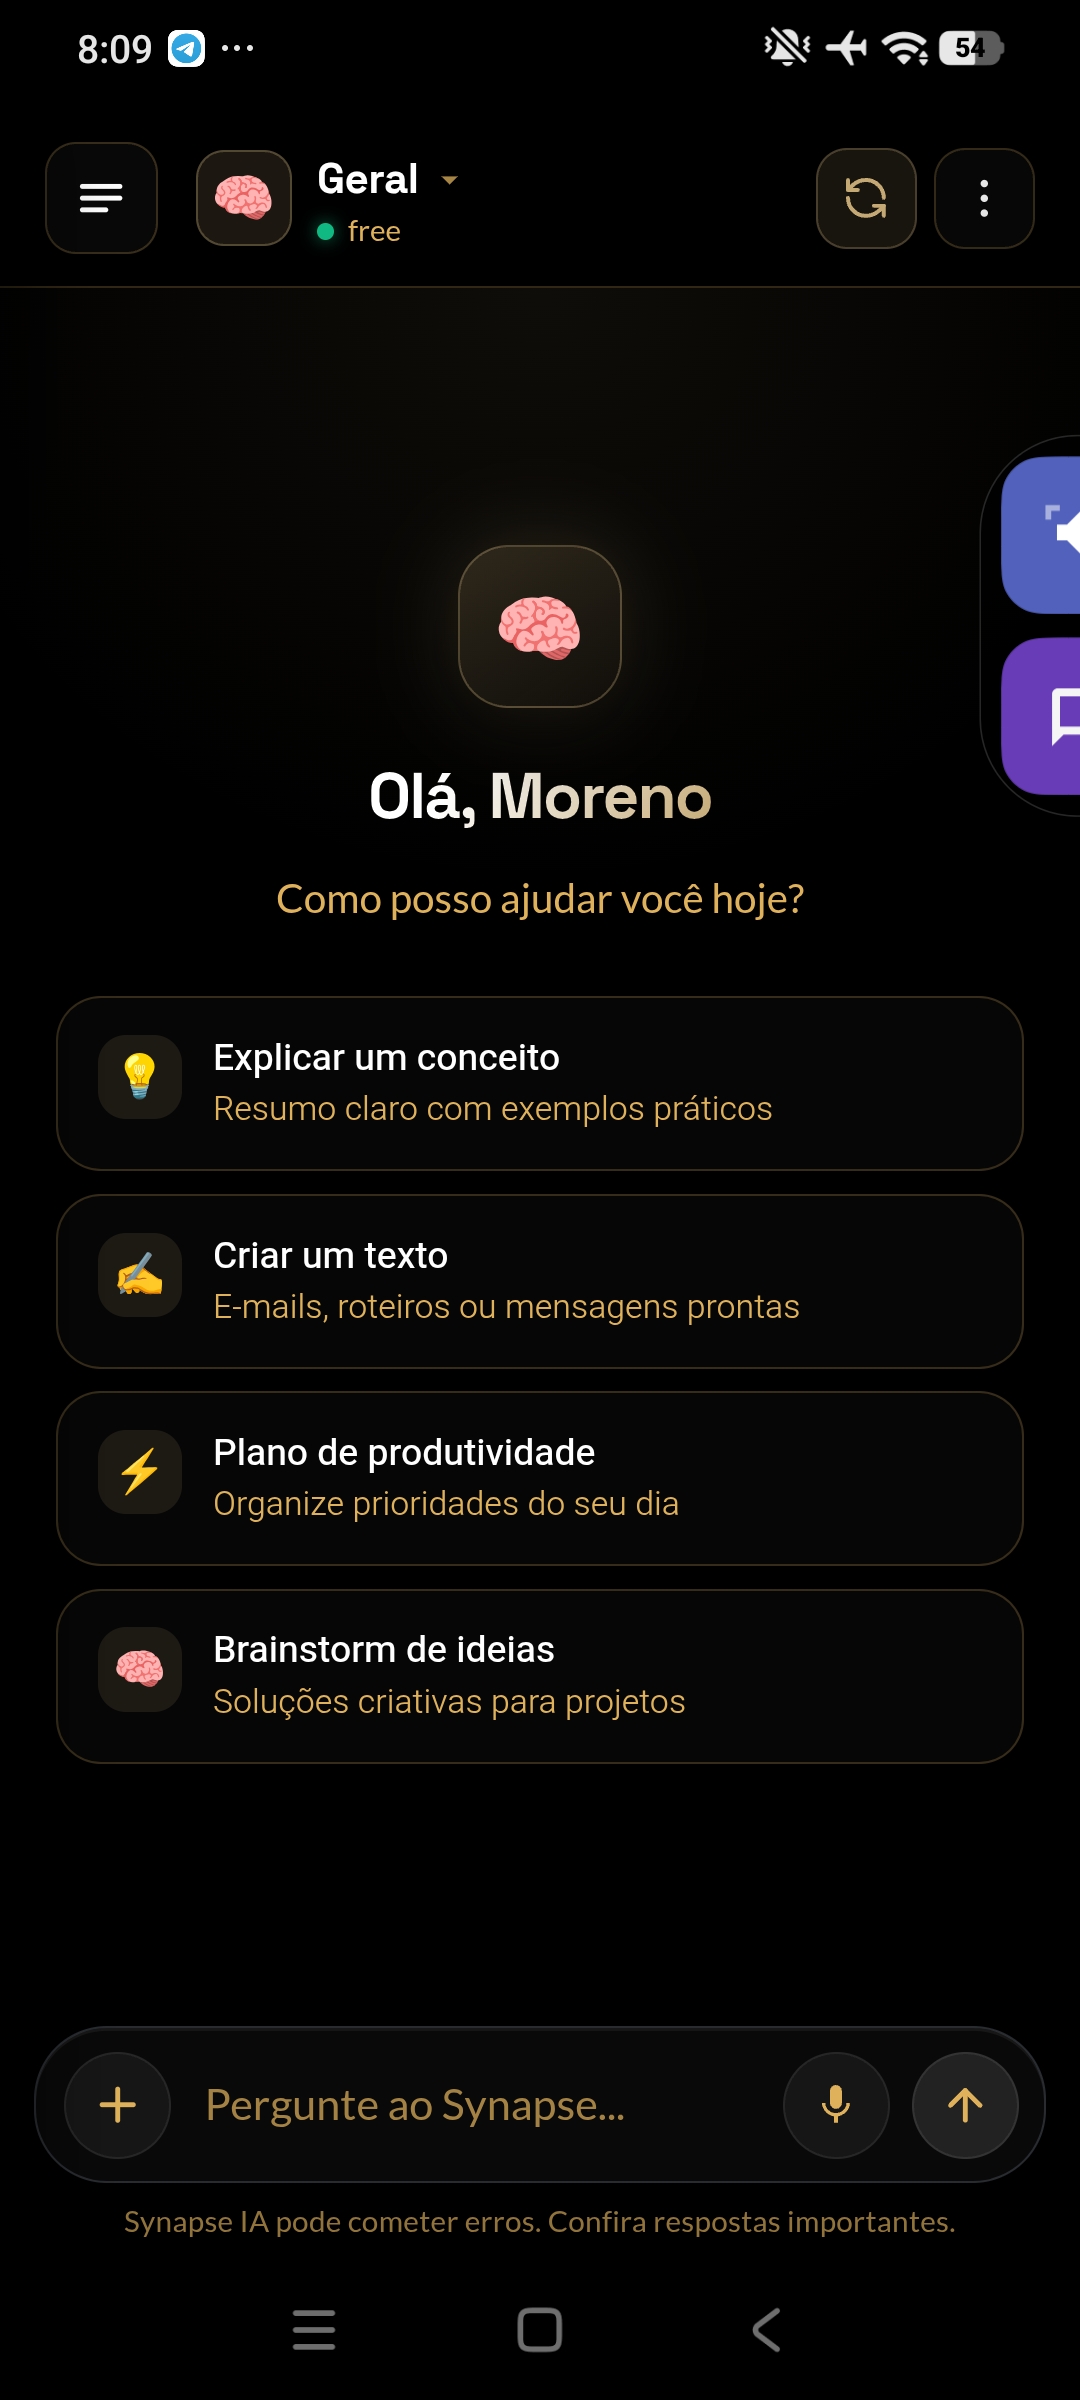 8:09
54
Geral
free
Olá, Moreno
Como posso ajudar você hoje?
Explicar um conceito
Resumo claro com exemplos práticos
Criar um texto
E-mails, roteiros ou mensagens prontas
Plano de produtividade
Organize prioridades do seu dia
Brainstorm de ideias
Soluções criativas para projetos
Pergunte ao Synapse...
Synapse IA pode cometer erros. Confira respostas importantes.